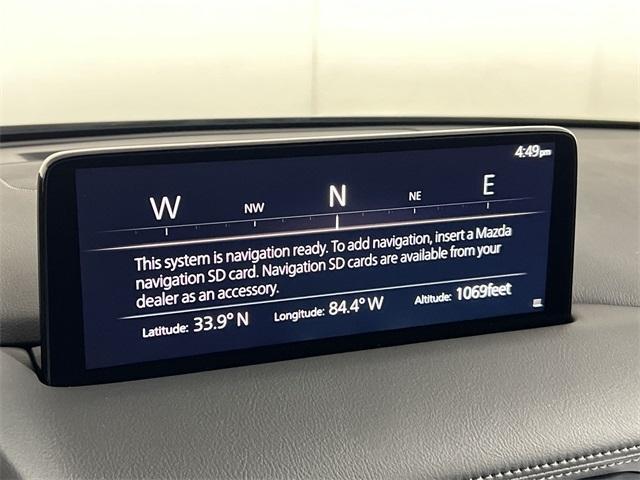 4:49pm
W NW N NE E
This system is navigation ready. To add navigation, insert a Mazda
navigation SD card. Navigation SD cards are available from your
dealer as an accessory.
Latitude: 33.9° N Longitude: 84.4° W Altitude: 1069feet